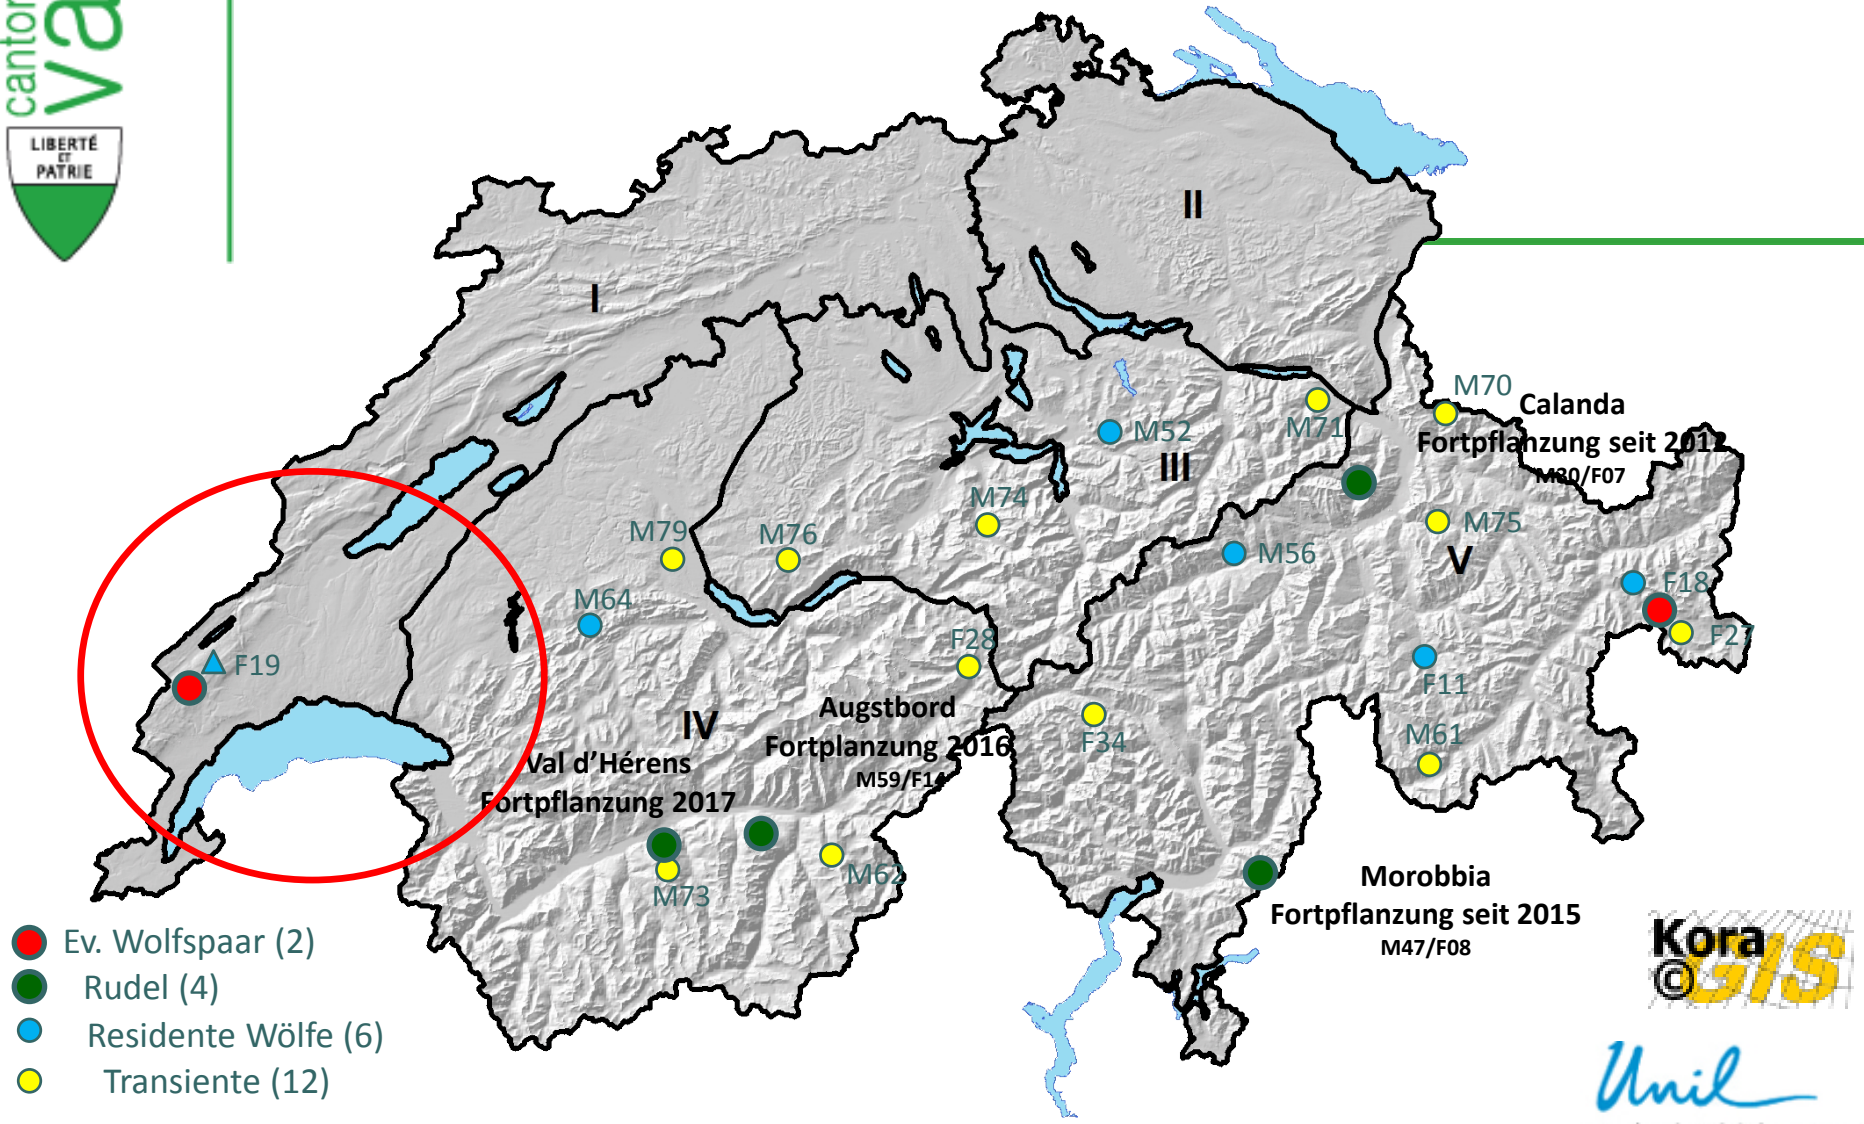 canton
va
LIBERTÉ
ET
PATRIE
I
II
III
IV
V
M70
Calanda
Fortpflanzung seit 2012
M30/F07
M71
M52
M74
M75
M79
M76
M56
M64
F18
F27
F28
F19
F11
F34
M61
Augstbord
Fortplanzung 2016
M59/F14
Val d'Hérens
Fortpflanzung 2017
M62
M73
Morobbia
Fortpflanzung seit 2015
M47/F08
Ev. Wolfspaar (2)
Rudel (4)
Residente Wölfe (6)
Transiente (12)
Kora
© GIS
Unil